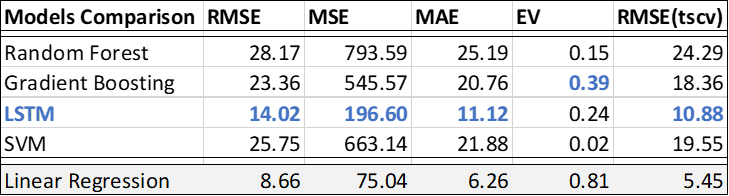 Models Comparison RMSE MSE MAE EV RMSE(tscv)
Random Forest 28.17 793.59 25.19 0.15 24.29
Gradient Boosting 23.36 545.57 20.76 0.39 18.36
LSTM 14.02 196.60 11.12 0.24 10.88
SVM 25.75 663.14 21.88 0.02 19.55
Linear Regression 8.66 75.04 6.26 0.81 5.45